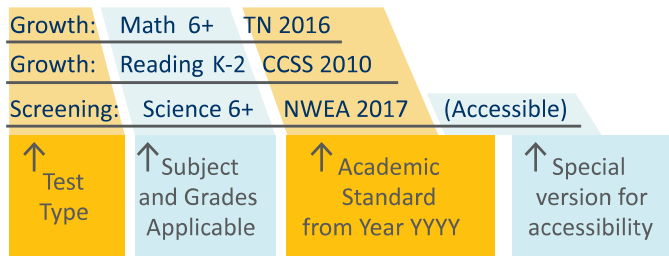 Growth: Math 6+ TN 2016
Growth: Reading K-2 CCSS 2010
Screening: Science 6+ NWEA 2017 (Accessible)
Test
Type
Subject
and Grades
Applicable
Academic
Standard
from Year YYYY
Special
version for
accessibility